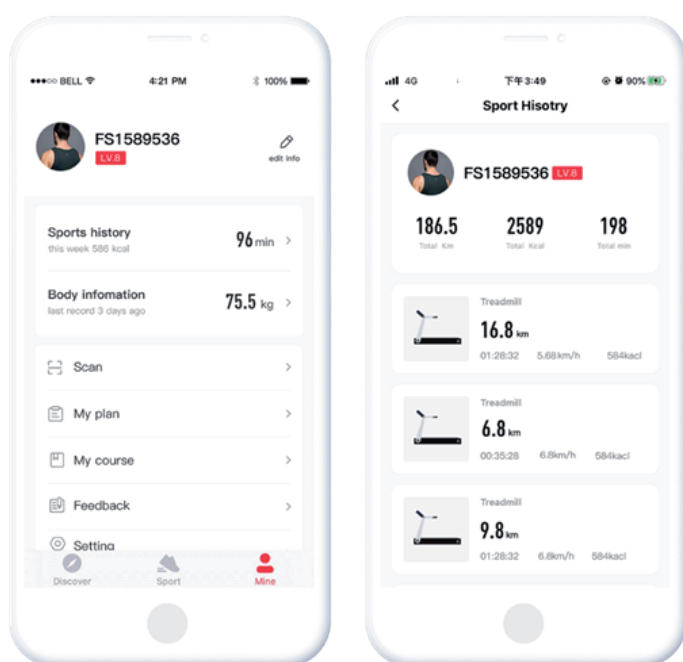 BELL 4:21 PM 100%
FS1589536
LV.8
edit info
Sports history
this week 586 kcal
96 min
Body infomation
last record 3 days ago
75.5 kg
Scan
My plan
My course
Feedback
Setting
Discover Sport Mine
4G 下午3:49 90%
Sport Hisotry
FS1589536 LV.8
186.5 2589 198
Total Km Total Kcal Total min
Treadmill
16.8 km
01:28:32 5.68km/h 584kacl
Treadmill
6.8 km
00:35:28 6.8km/h 584kacl
Treadmill
9.8 km
01:28:32 6.8km/h 584kacl